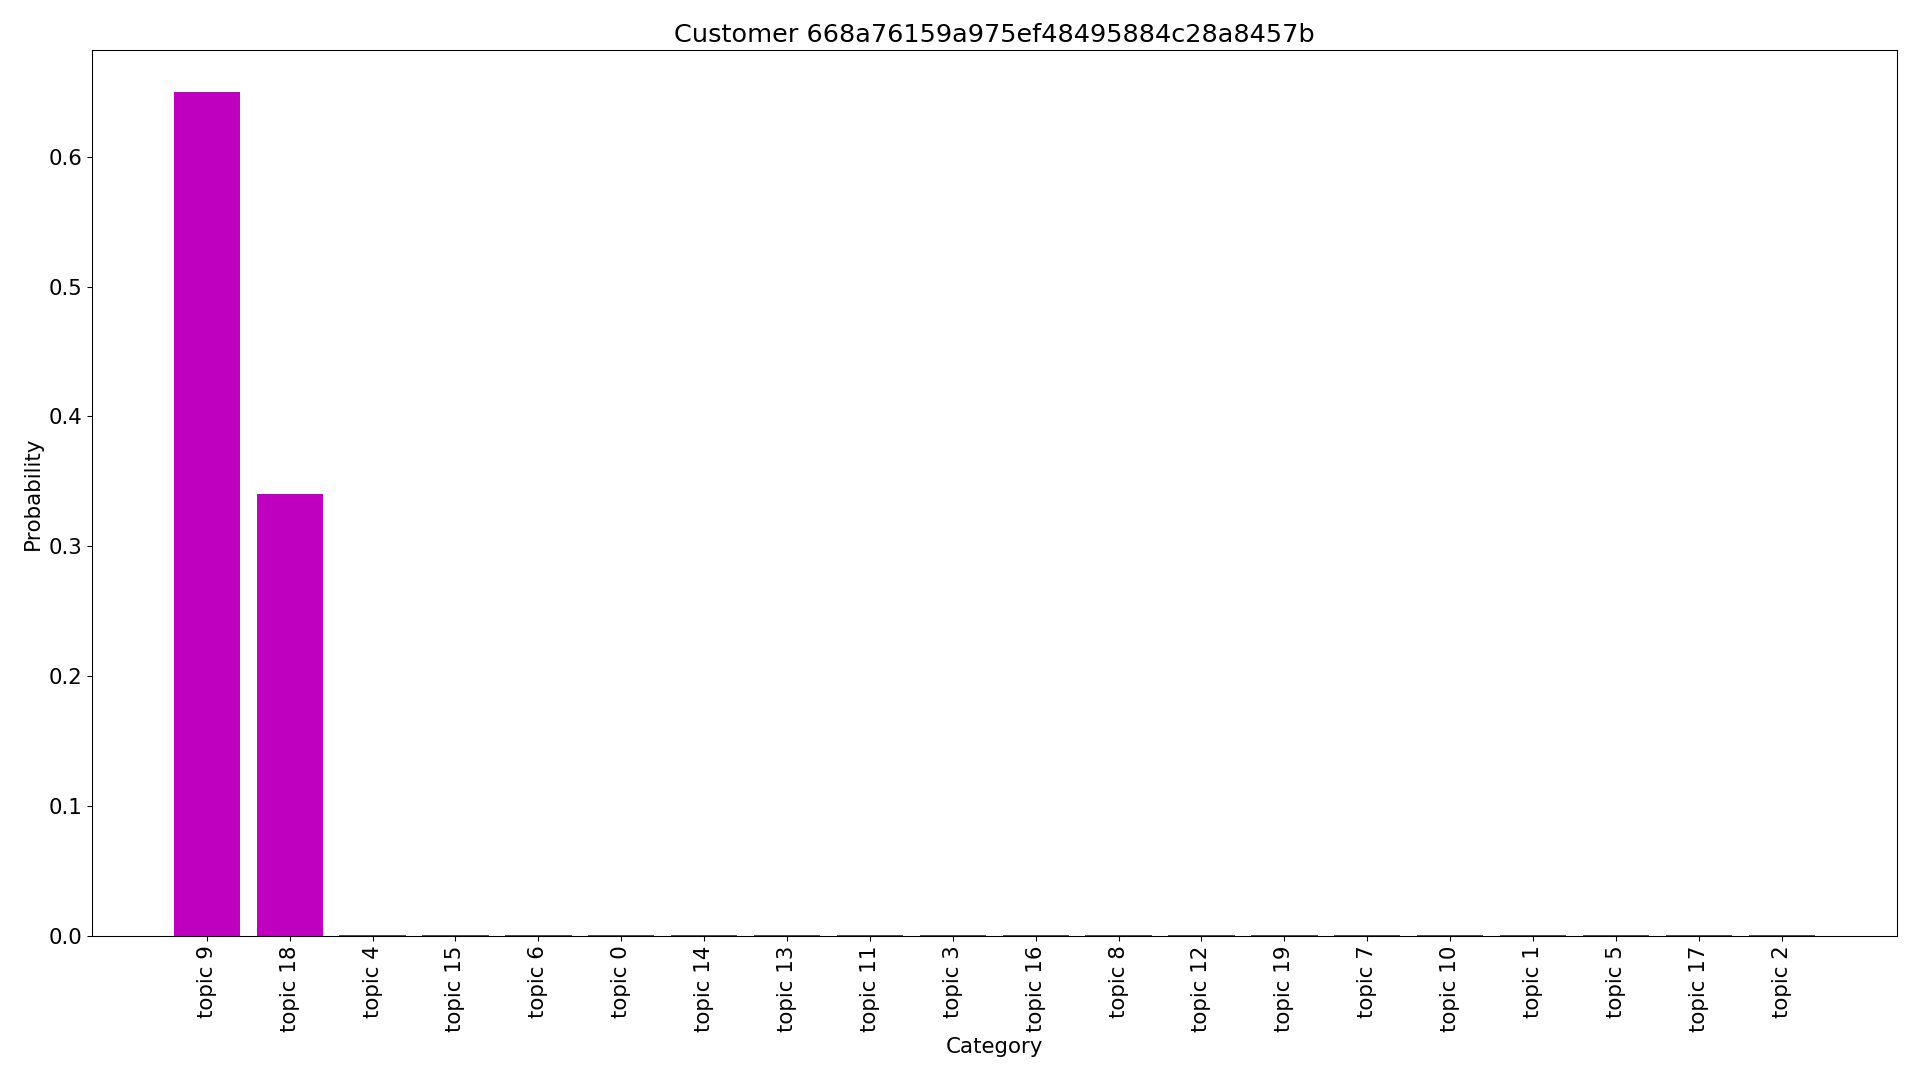 Customer 668a76159a975ef48495884c28a8457b
Probability
0.6
0.5
0.4
0.3
0.2
0.1
0.0
topic 9
topic 18
topic 4
topic 15
topic 6
topic 0
topic 14
topic 13
topic 11
topic 3
topic 16
topic 8
topic 12
topic 19
topic 7
topic 10
topic 1
topic 5
topic 17
topic 2
Category